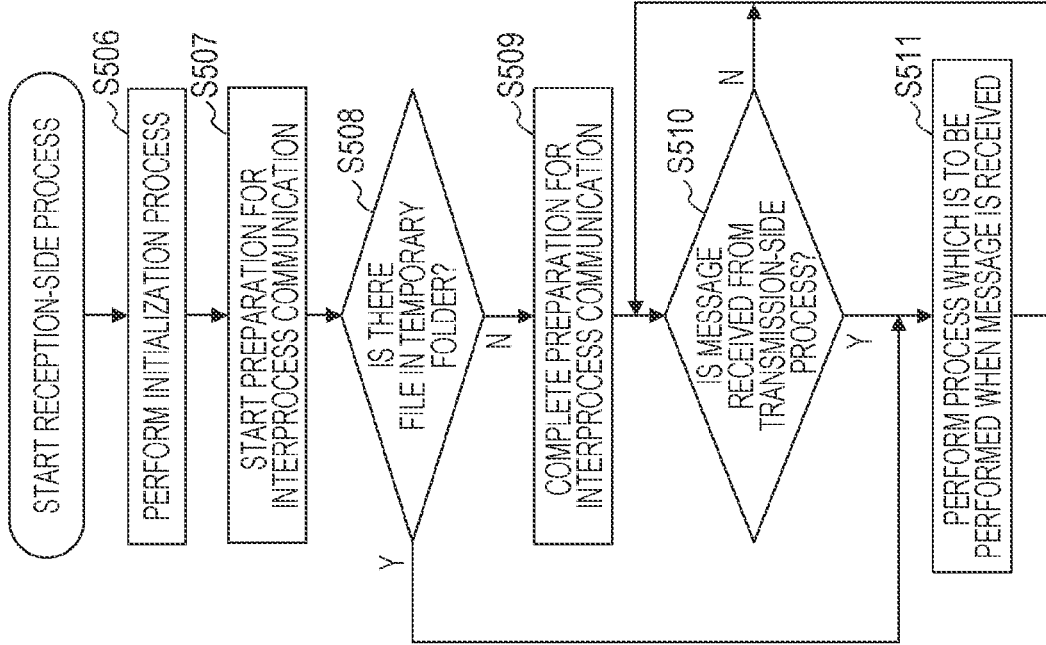 START RECEPTION-SIDE PROCESS
S506
PERFORM INITIALIZATION PROCESS
S507
START PREPARATION FOR
INTERPROCESS COMMUNICATION
S508
IS THERE
FILE IN TEMPORARY
FOLDER?
Y
N
S509
COMPLETE PREPARATION FOR
INTERPROCESS COMMUNICATION
S510
IS MESSAGE
RECEIVED FROM
TRANSMISSION-SIDE
PROCESS?
N
Y
S511
PERFORM PROCESS WHICH IS TO BE
PERFORMED WHEN MESSAGE IS RECEIVED